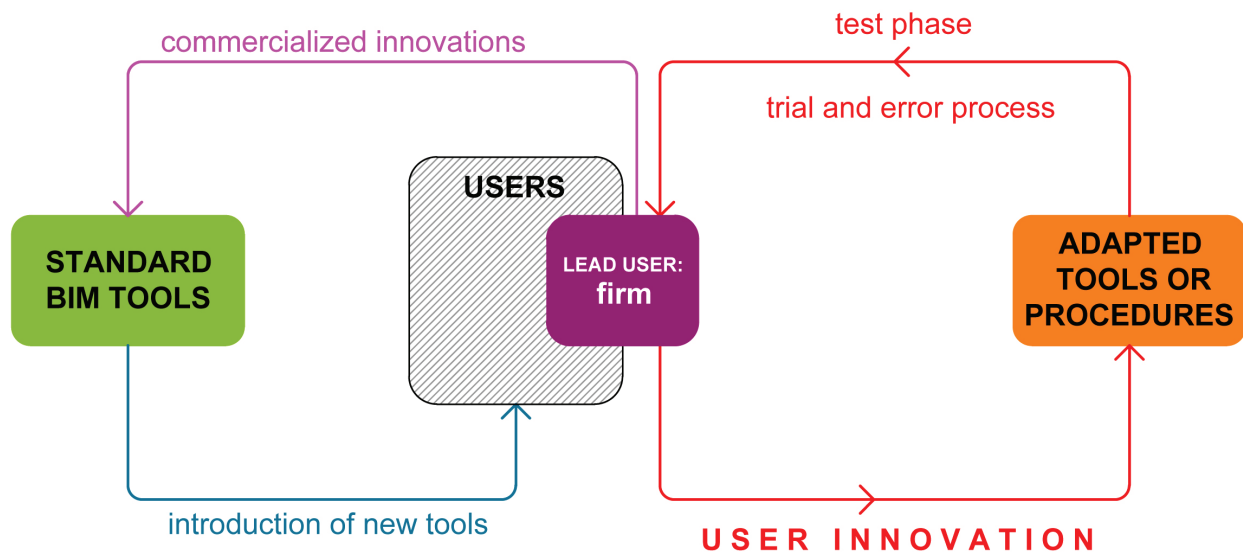 commercialized innovations
test phase
trial and error process
USERS
STANDARD
BIM TOOLS
LEAD USER:
firm
ADAPTED
TOOLS OR
PROCEDURES
introduction of new tools
USER INNOVATION